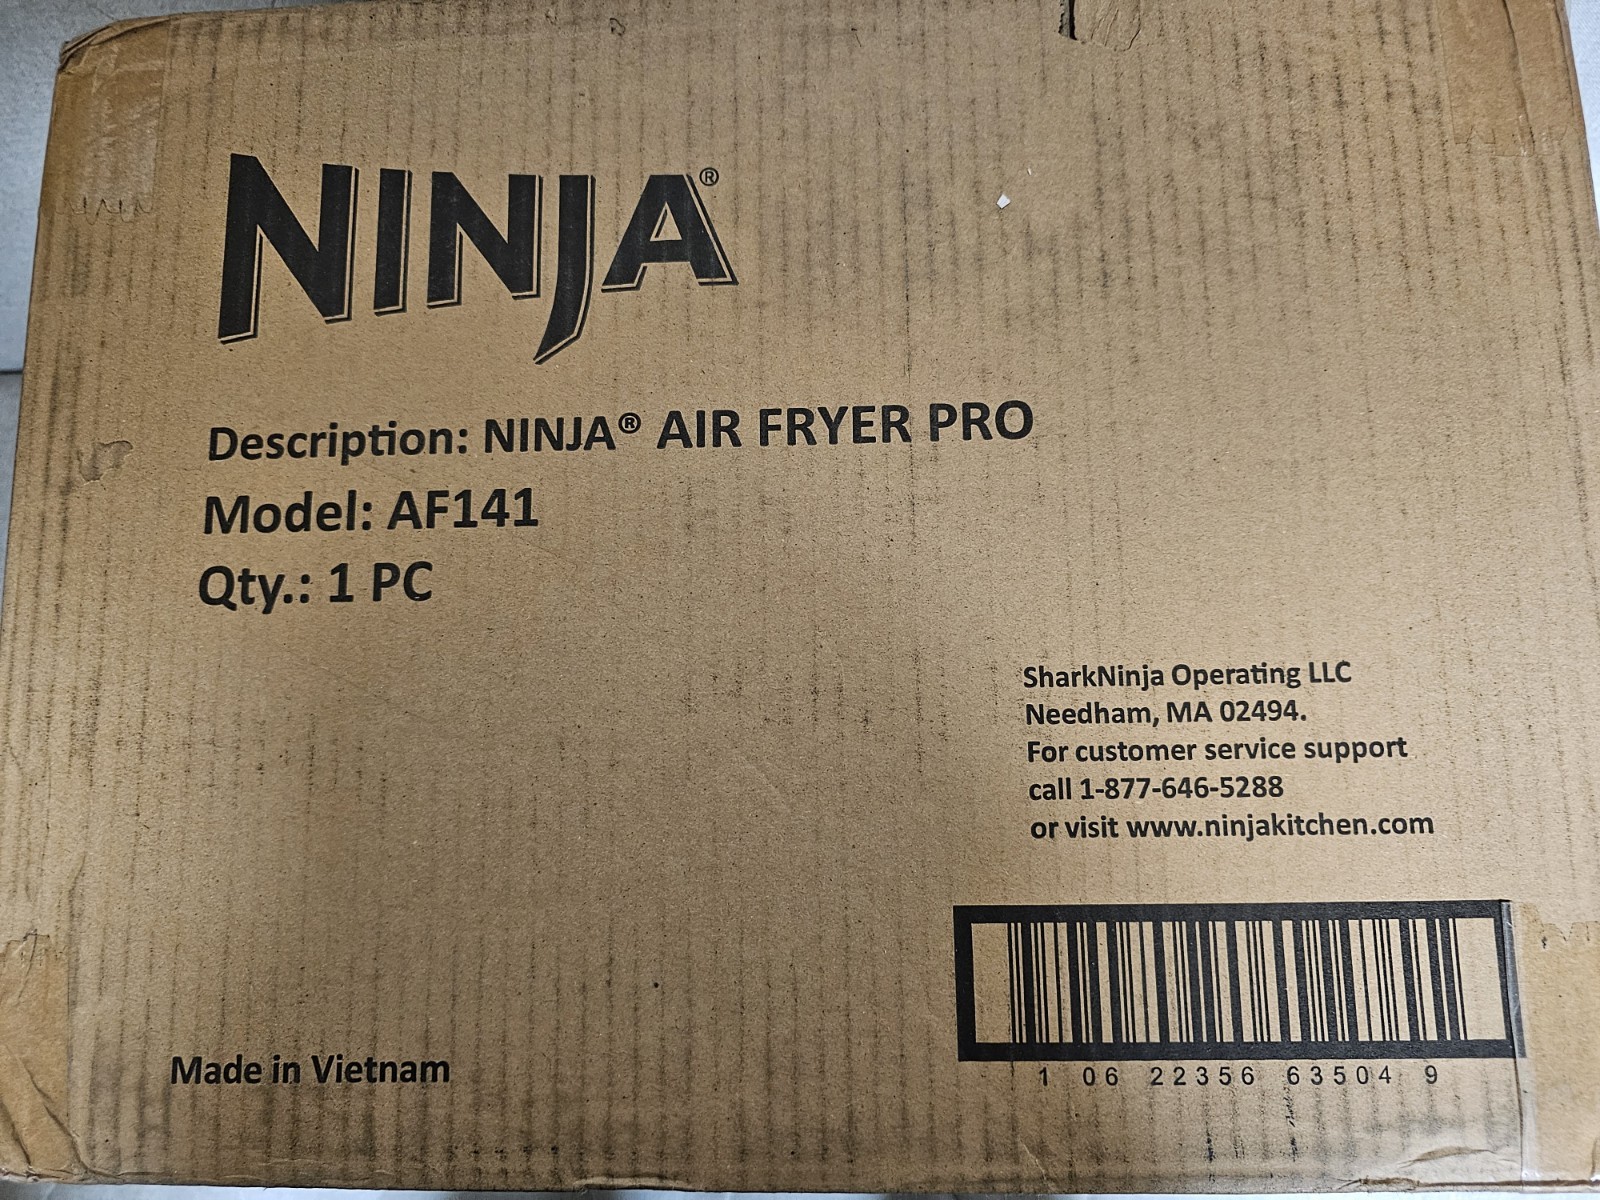 NINJA®
Description: NINJA® AIR FRYER PRO
Model: AF141
Qty.: 1 PC
SharkNinja Operating LLC
Needham, MA 02494.
For customer service support
call 1-877-646-5288
or visit www.ninjakitchen.com
1 06 22356 63504 9
Made in Vietnam